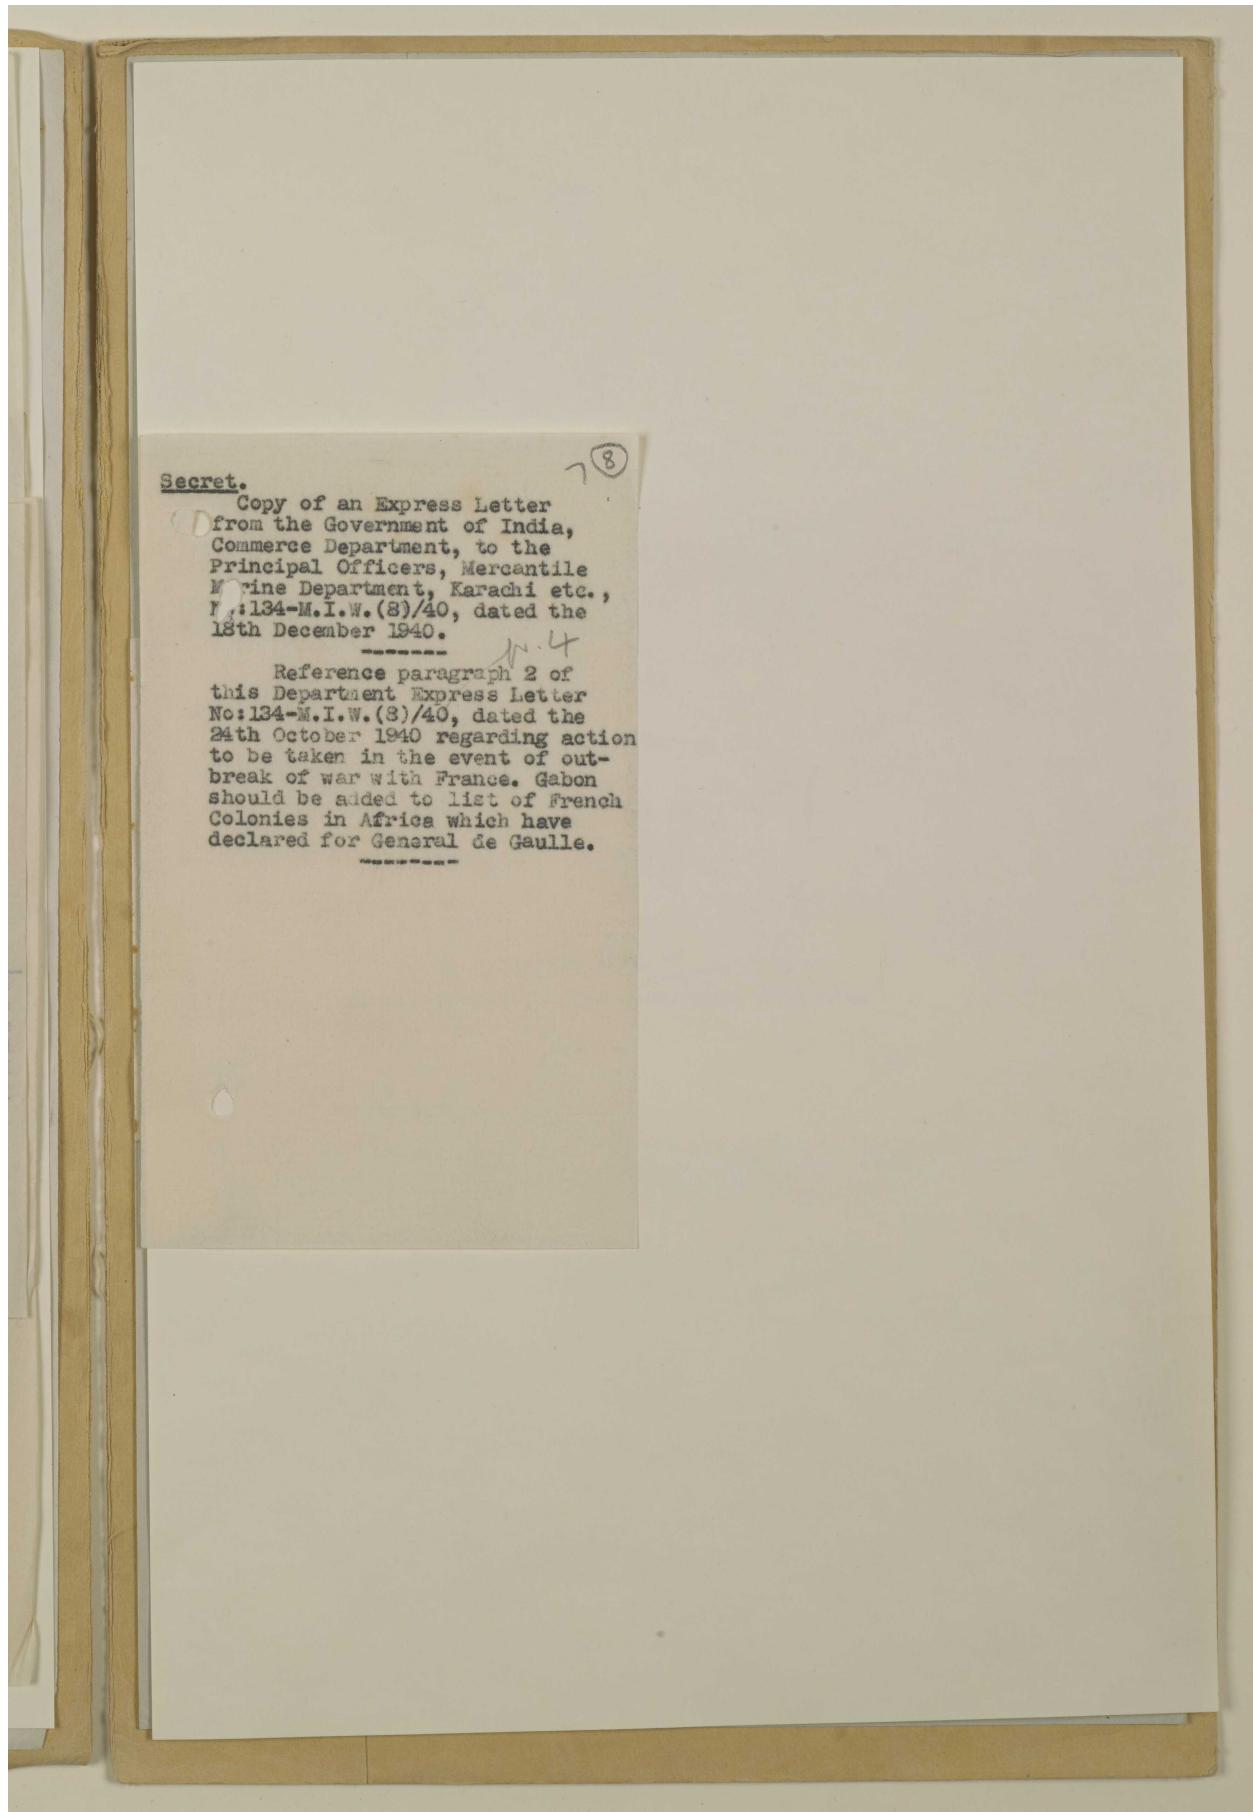 7 8
Secret.
Copy of an Express Letter
from the Government of India,
Commerce Department, to the
Principal Officers, Mercantile
Marine Department, Karachi etc.,
No:134-M.I.W.(8)/40, dated the
18th December 1940.
-------
p. 4
Reference paragraph 2 of
this Department Express Letter
No:134-M.I.W.(8)/40, dated the
24th October 1940 regarding action
to be taken in the event of out-
break of war with France. Gabon
should be added to list of French
Colonies in Africa which have
declared for General de Gaulle.
--------